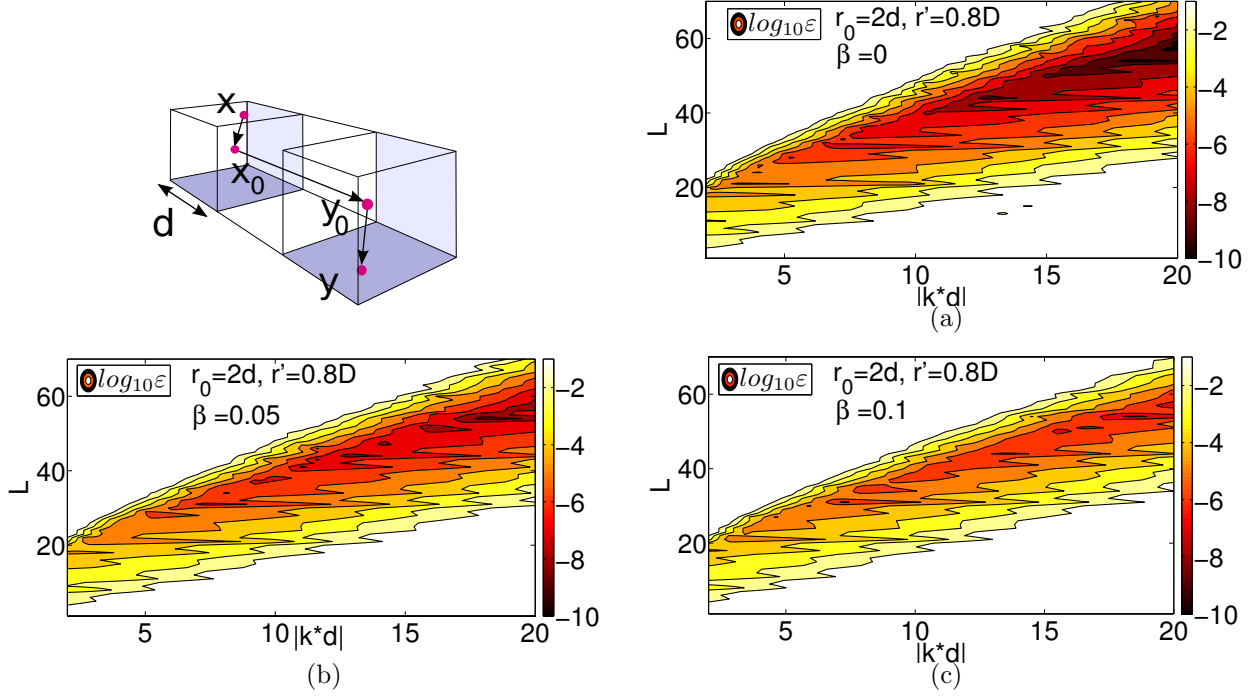 x
x₀
y₀
y
d
log₁₀ε
r₀=2d, r'=0.8D
β =0
L
60
40
20
5
10
15
20
|k*d|
−2
−4
−6
−8
−10
(a)
log₁₀ε
r₀=2d, r'=0.8D
β =0.05
L
60
40
20
5
10
15
20
|k*d|
−2
−4
−6
−8
−10
(b)
log₁₀ε
r₀=2d, r'=0.8D
β =0.1
L
60
40
20
5
10
15
20
|k*d|
−2
−4
−6
−8
−10
(c)